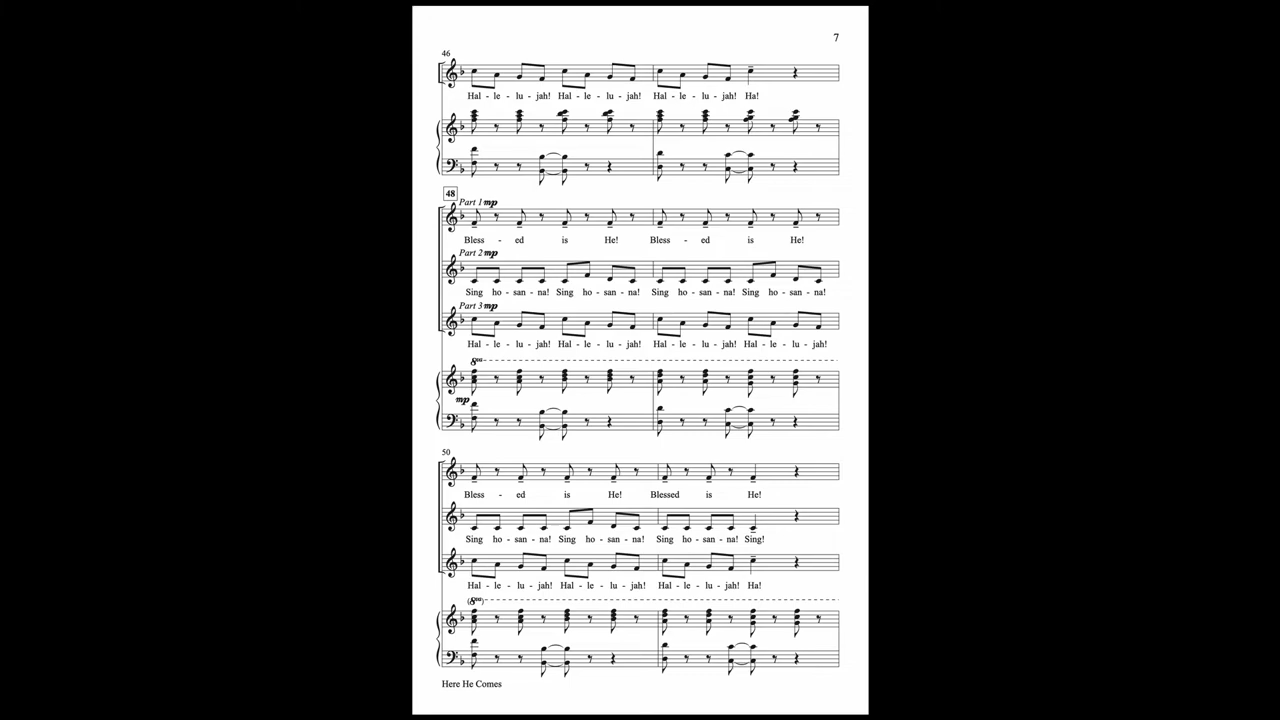 7
46
Hal - le - lu - jah! Hal - le - lu - jah! Hal - le - lu - jah! Ha!
48
Part 1 mp
Bless - ed is He! Bless - ed is He!
Part 2 mp
Sing ho - san - na! Sing ho - san - na! Sing ho - san - na! Sing ho - san - na!
Part 3 mp
Hal - le - lu - jah! Hal - le - lu - jah! Hal - le - lu - jah! Hal - le - lu - jah!
8va
mp
50
Bless - ed is He! Blessed is He!
Sing ho - san - na! Sing ho - san - na! Sing ho - san - na! Sing!
Hal - le - lu - jah! Hal - le - lu - jah! Hal - le - lu - jah! Ha!
(8va)
Here He Comes